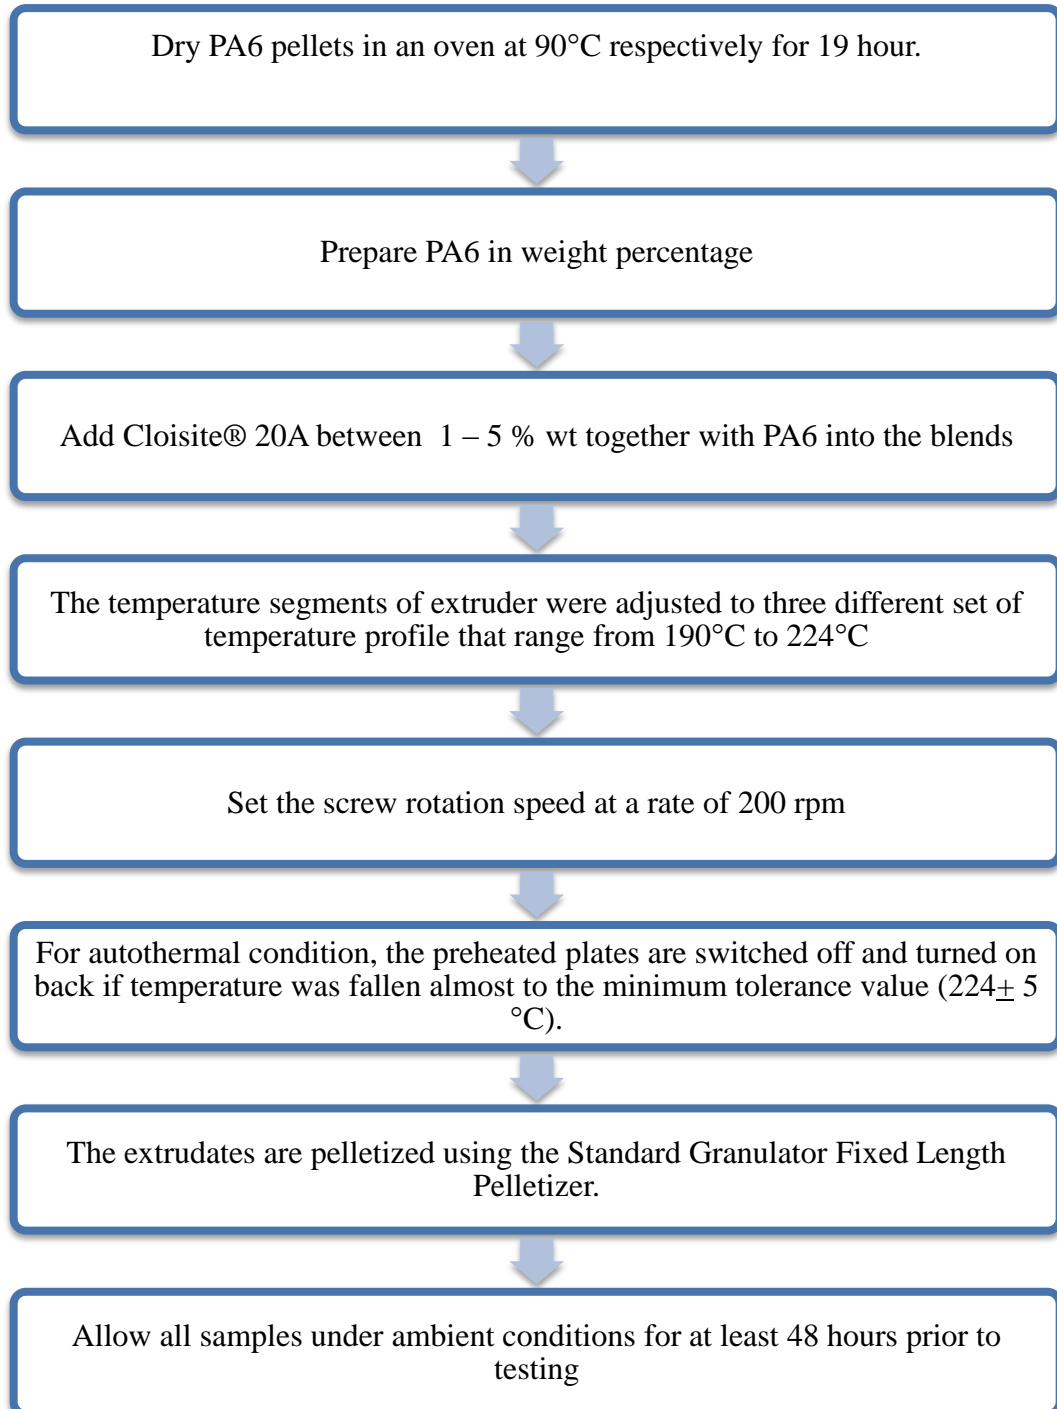 Dry PA6 pellets in an oven at 90°C respectively for 19 hour.
Prepare PA6 in weight percentage
Add Cloisite® 20A between  1 – 5 % wt together with PA6 into the blends
The temperature segments of extruder were adjusted to three different set of
temperature profile that range from 190°C to 224°C
Set the screw rotation speed at a rate of 200 rpm
For autothermal condition, the preheated plates are switched off and turned on
back if temperature was fallen almost to the minimum tolerance value (224± 5
°C).
The extrudates are pelletized using the Standard Granulator Fixed Length
Pelletizer.
Allow all samples under ambient conditions for at least 48 hours prior to
testing